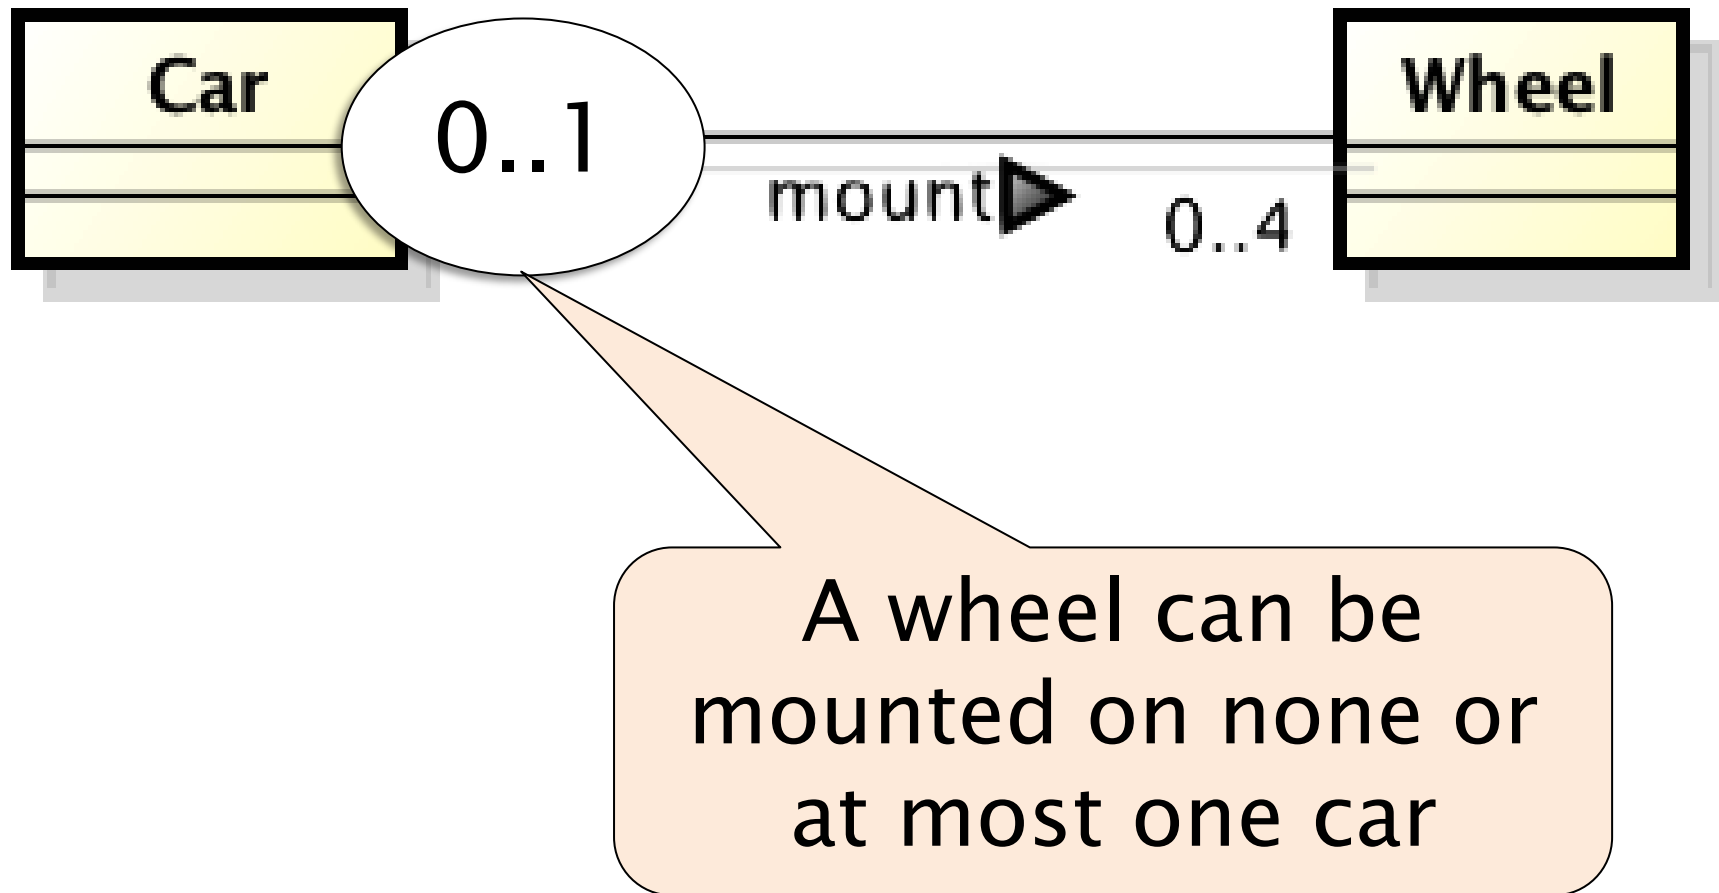 Car
0..1
Wheel
mount
0..4
A wheel can be
mounted on none or
at most one car